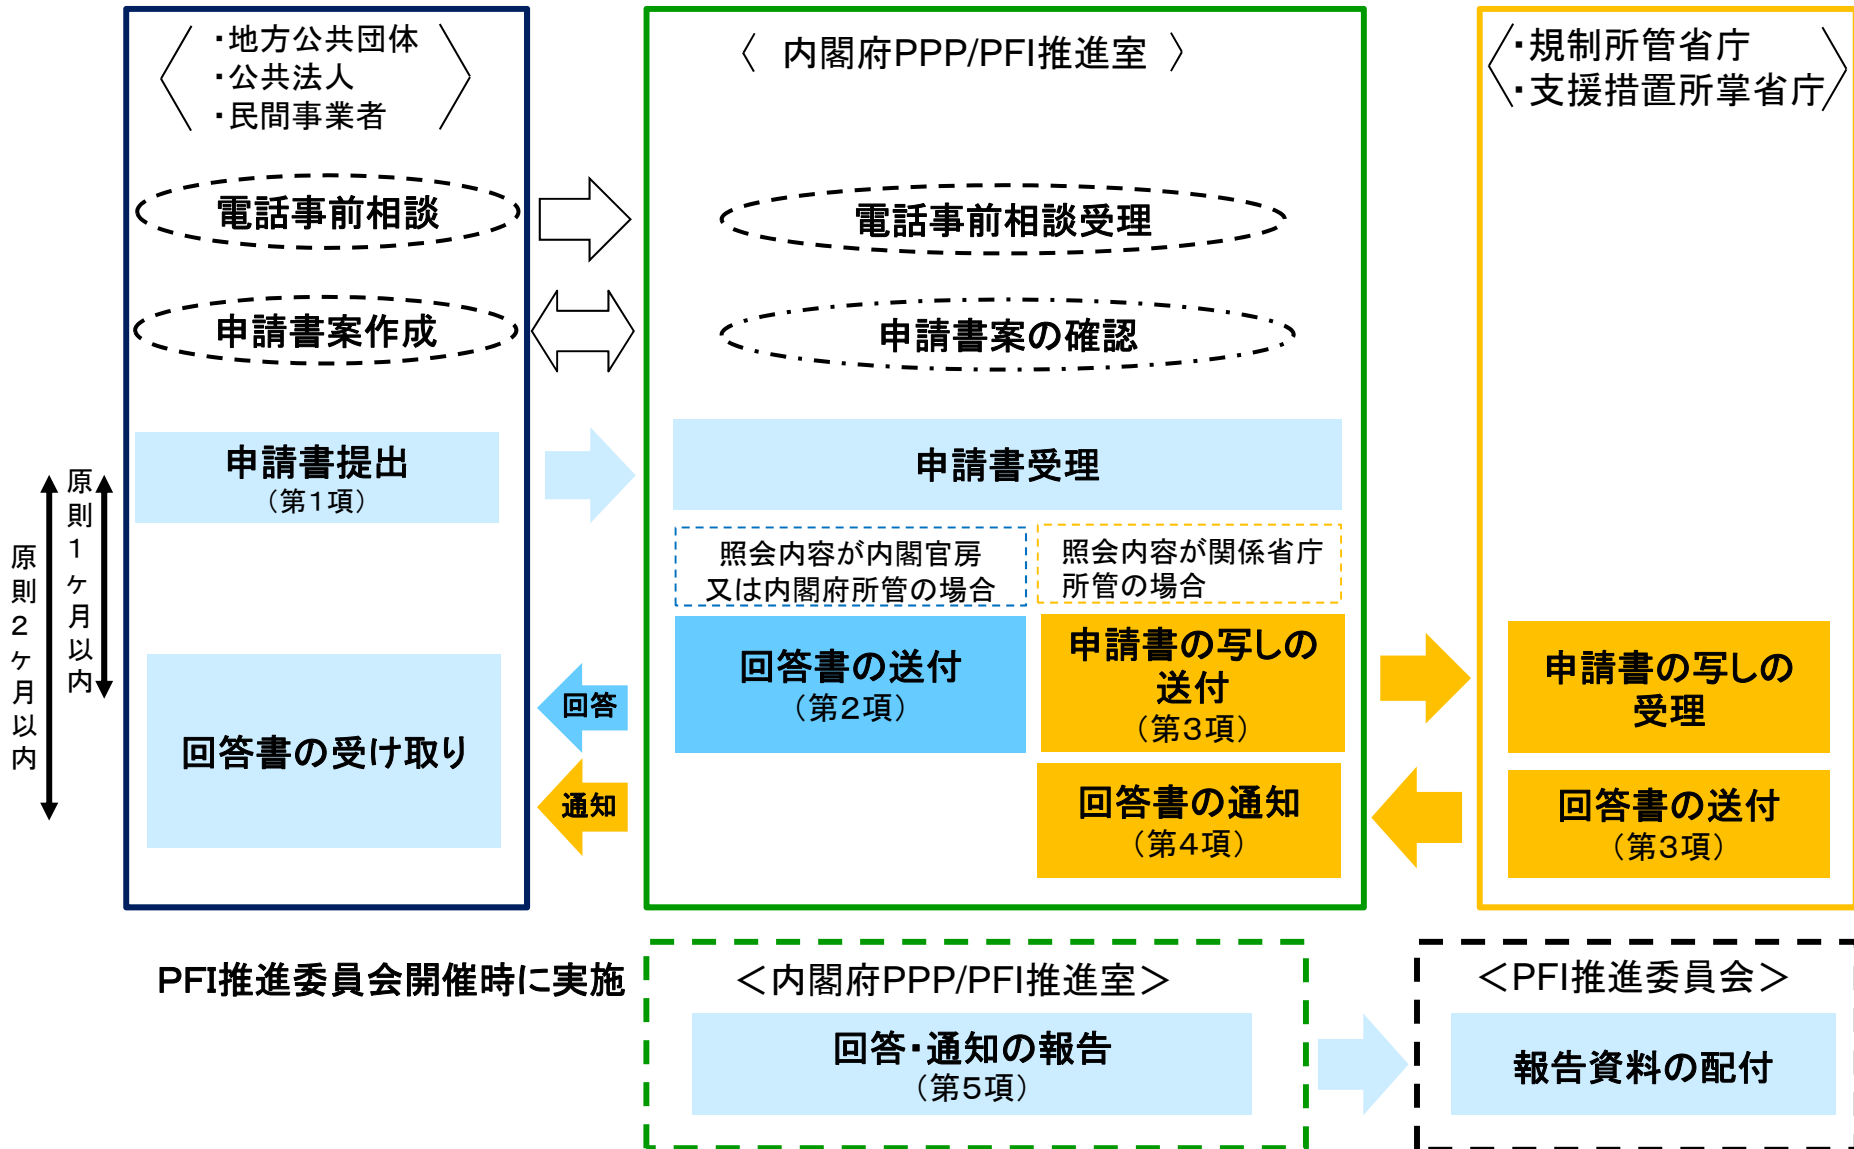 ・地方公共団体
・公共法人
・民間事業者
〈 内閣府PPP/PFI推進室 〉
・規制所管省庁
・支援措置所掌省庁
電話事前相談
電話事前相談受理
申請書案作成
申請書案の確認
申請書提出
（第1項）
申請書受理
原則1ヶ月以内
原則2ヶ月以内
照会内容が内閣官房
又は内閣府所管の場合
照会内容が関係省庁
所管の場合
回答書の送付
（第2項）
申請書の写しの
送付
（第3項）
申請書の写しの
受理
回答
回答書の受け取り
通知
回答書の通知
（第4項）
回答書の送付
（第3項）
PFI推進委員会開催時に実施
＜内閣府PPP/PFI推進室＞
＜PFI推進委員会＞
回答・通知の報告
（第5項）
報告資料の配付